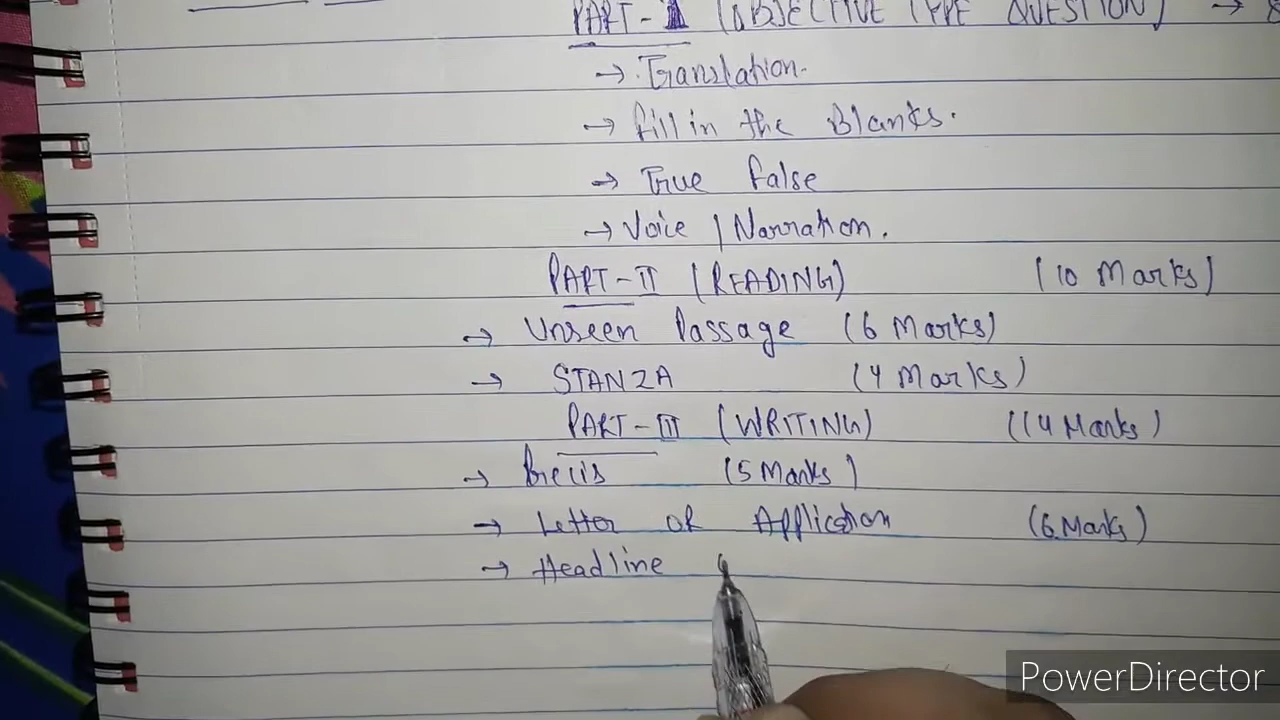 PART-I (OBJECTIVE TYPE QUESTION) →
→ Translation.
→ fill in the Blanks.
→ True false
→ Voice | Narration.
PART-II (READING) (10 Marks)
→ Unseen Passage (6 Marks)
→ STANZA (4 Marks)
PART-III (WRITING) (14 Marks)
→ Precis (5 Marks)
→ Letter or Application (6 Marks)
→ Headline (
PowerDirector